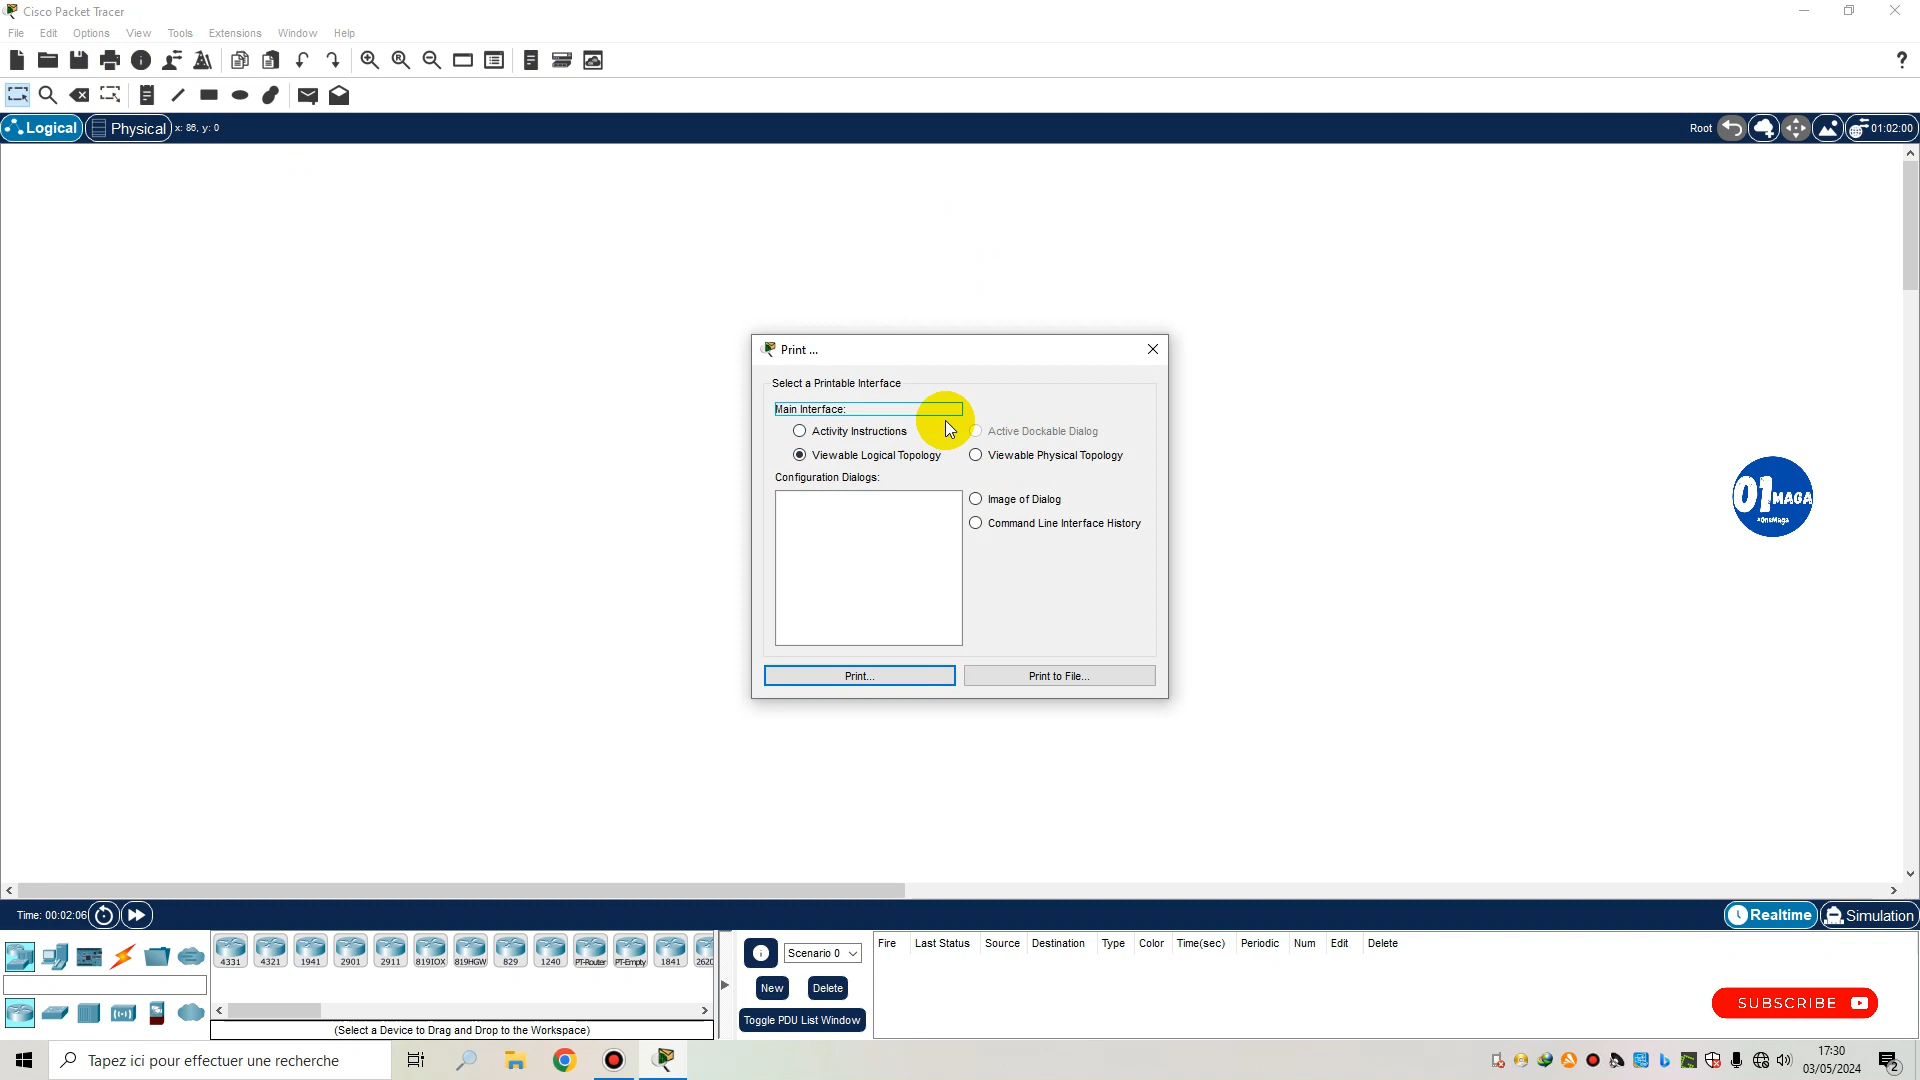 Cisco Packet Tracer
File Edit Options View Tools Extensions Window Help
?
Logical Physical x: 86, y: 0 Root 01:02:00
Print ...
Select a Printable Interface
Main Interface:
Activity Instructions Active Dockable Dialog
Viewable Logical Topology Viewable Physical Topology
Configuration Dialogs:
Image of Dialog
Command Line Interface History
Print... Print to File...
01 MAGA
#OneMaga
Time: 00:02:06 Realtime Simulation
4331 4321 1941 2901 2911 819IOX 819HGW 829 1240 PT-Router PT-Empty 1841 2620
(Select a Device to Drag and Drop to the Workspace)
Scenario 0
New Delete
Toggle PDU List Window
Fire Last Status Source Destination Type Color Time(sec) Periodic Num Edit Delete
SUBSCRIBE
Tapez ici pour effectuer une recherche
17:30
03/05/2024
2